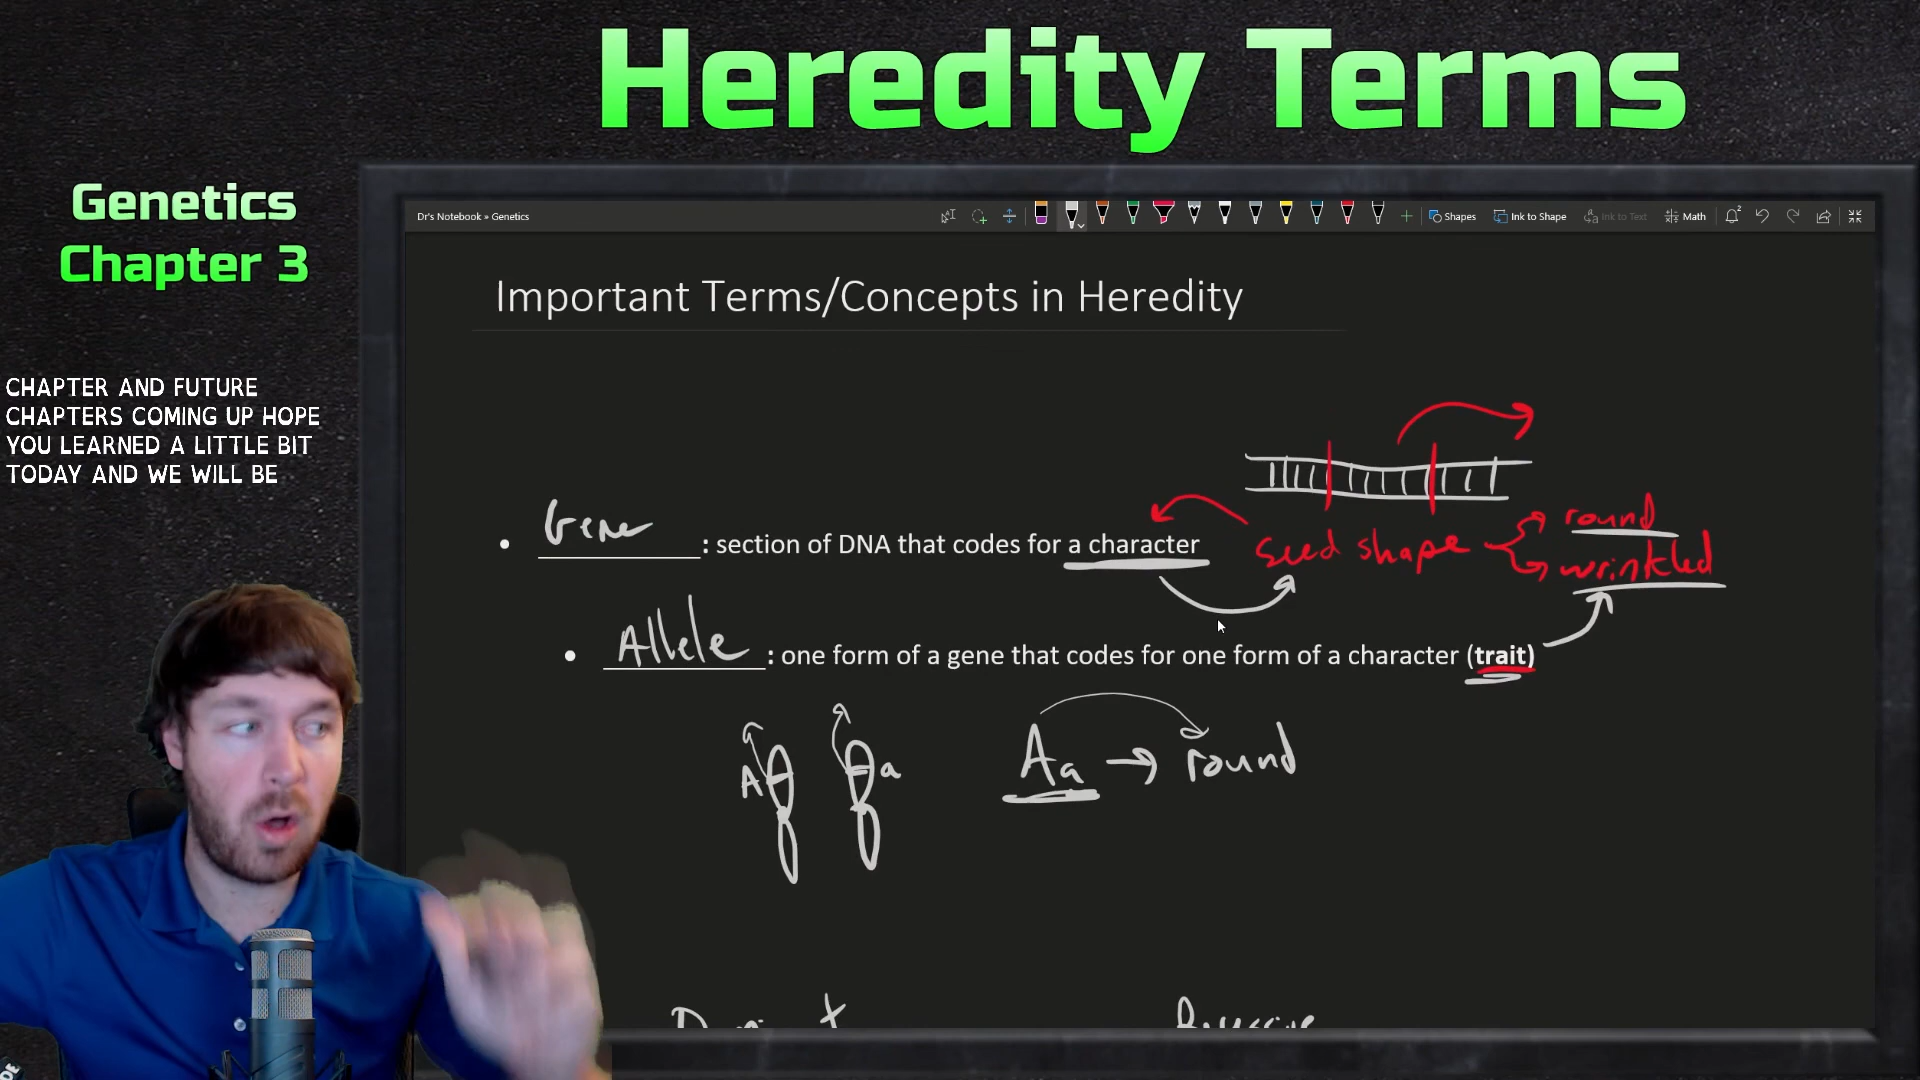 Heredity Terms
Genetics
Chapter 3
CHAPTER AND FUTURE
CHAPTERS COMING UP HOPE
YOU LEARNED A LITTLE BIT
TODAY AND WE WILL BE
Dr's Notebook » Genetics
Shapes
Ink to Shape
Ink to Text
Math
Important Terms/Concepts in Heredity
Gene : section of DNA that codes for a character
seed shape
round
wrinkled
Allele : one form of a gene that codes for one form of a character (trait)
A
a
Aa → round